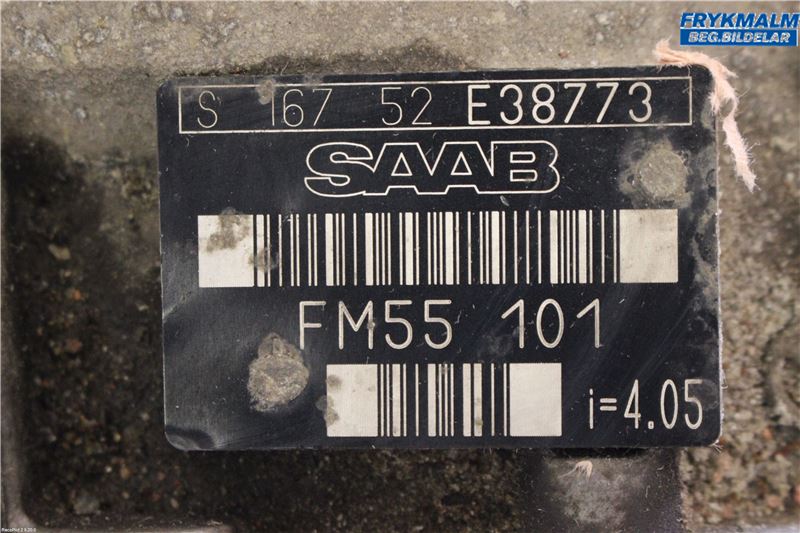 FRYKMALM
BEG.BILDELAR
S 167 52 E38773
SAAB
FM55 101
i=4.05